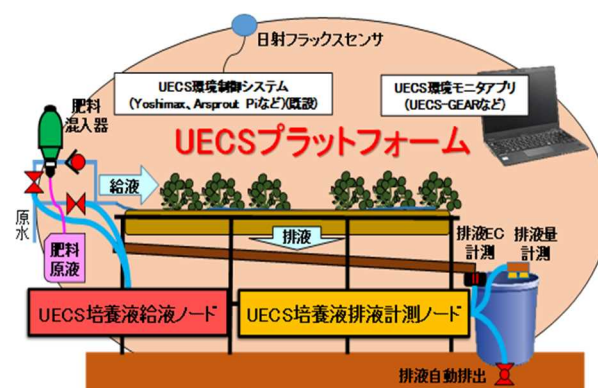 日射フラックスセンサ
UECS環境制御システム
(Yoshimax、Arsprout Piなど)(既設)
UECS環境モニタアプリ
(UECS-GEARなど)
肥料
混入器
UECSプラットフォーム
給液
原水
肥料
原液
排液
排液EC
計測
排液量
計測
UECS培養液給液ノード
UECS培養液排液計測ノード
排液自動排出